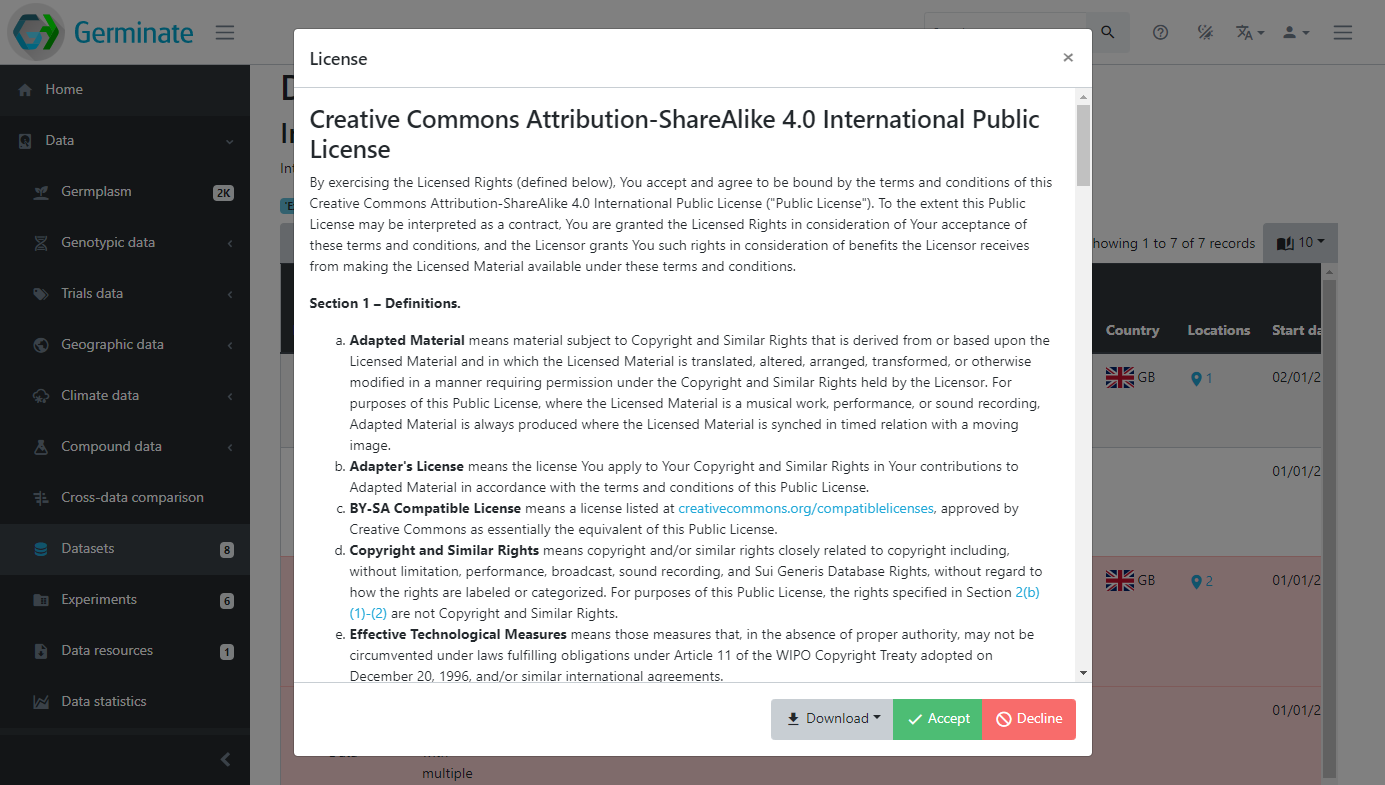 Germinate
License
×
Home
Data
Germplasm
2K
Genotypic data
Trials data
Geographic data
Climate data
Compound data
Cross-data comparison
Datasets
8
Experiments
6
Data resources
1
Data statistics
Creative Commons Attribution-ShareAlike 4.0 International Public
License
By exercising the Licensed Rights (defined below), You accept and agree to be bound by the terms and conditions of this
Creative Commons Attribution-ShareAlike 4.0 International Public License ("Public License"). To the extent this Public
License may be interpreted as a contract, You are granted the Licensed Rights in consideration of Your acceptance of
these terms and conditions, and the Licensor grants You such rights in consideration of benefits the Licensor receives
from making the Licensed Material available under these terms and conditions.
Section 1 – Definitions.
a. Adapted Material means material subject to Copyright and Similar Rights that is derived from or based upon the
Licensed Material and in which the Licensed Material is translated, altered, arranged, transformed, or otherwise
modified in a manner requiring permission under the Copyright and Similar Rights held by the Licensor. For
purposes of this Public License, where the Licensed Material is a musical work, performance, or sound recording,
Adapted Material is always produced where the Licensed Material is synched in timed relation with a moving
image.
b. Adapter's License means the license You apply to Your Copyright and Similar Rights in Your contributions to
Adapted Material in accordance with the terms and conditions of this Public License.
c. BY-SA Compatible License means a license listed at creativecommons.org/compatiblelicenses, approved by
Creative Commons as essentially the equivalent of this Public License.
d. Copyright and Similar Rights means copyright and/or similar rights closely related to copyright including,
without limitation, performance, broadcast, sound recording, and Sui Generis Database Rights, without regard to
how the rights are labeled or categorized. For purposes of this Public License, the rights specified in Section 2(b)
(1)-(2) are not Copyright and Similar Rights.
e. Effective Technological Measures means those measures that, in the absence of proper authority, may not be
circumvented under laws fulfilling obligations under Article 11 of the WIPO Copyright Treaty adopted on
December 20, 1996, and/or similar international agreements.
Download
Accept
Decline
howing 1 to 7 of 7 records
10
Country Locations Start da
GB 1 02/01/2
01/01/2
GB 2 01/01/2
01/01/2
multiple